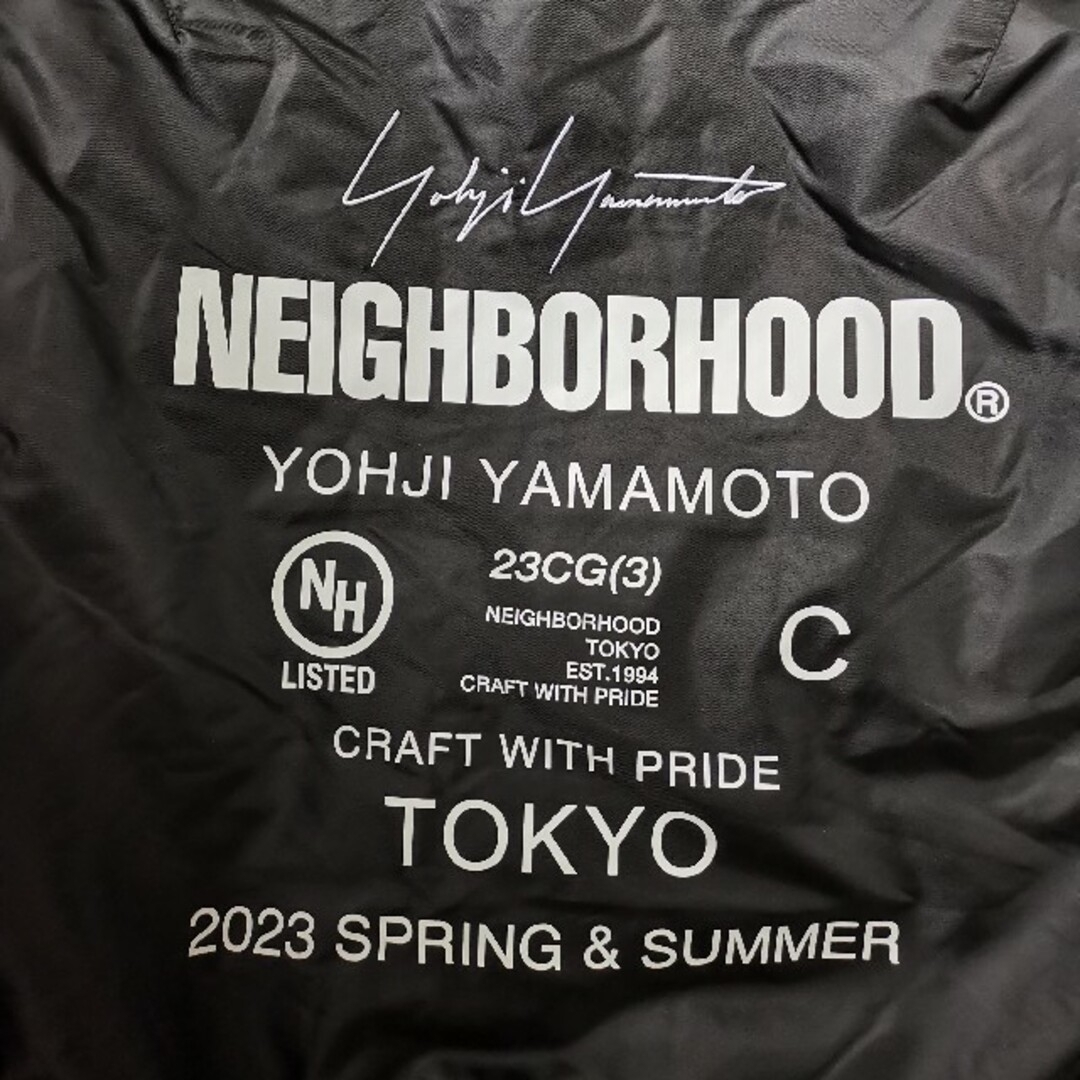 Yohji Yamamoto
NEIGHBORHOOD®
YOHJI YAMAMOTO
NH
LISTED
23CG(3)
NEIGHBORHOOD
TOKYO
EST.1994
CRAFT WITH PRIDE
C
CRAFT WITH PRIDE
TOKYO
2023 SPRING & SUMMER